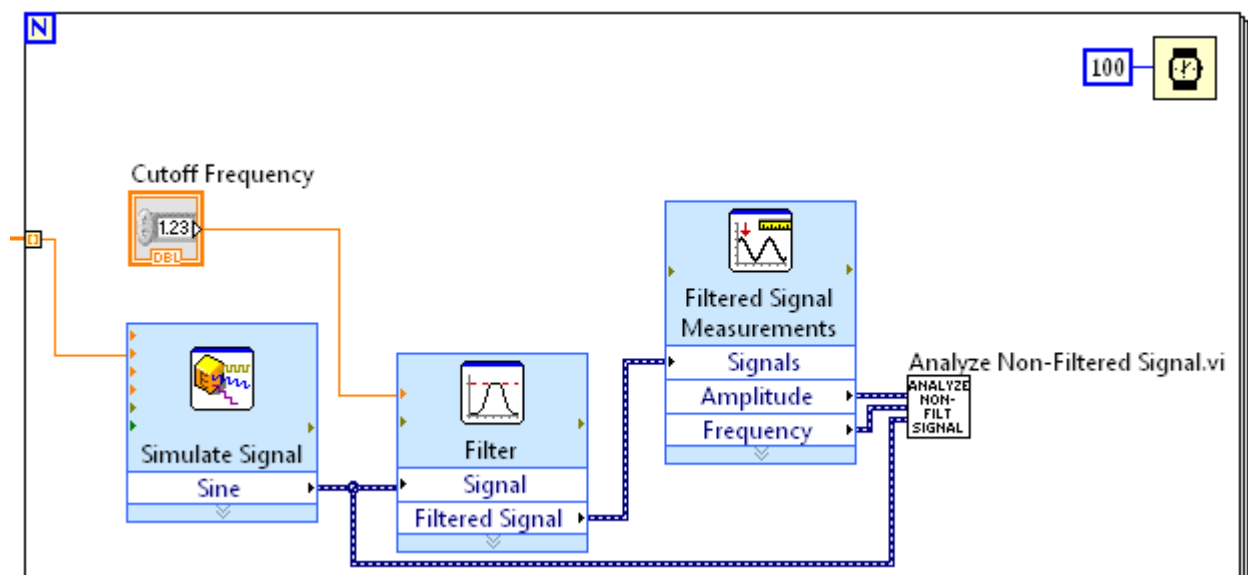 N
100
Cutoff Frequency
1.23
DBL
Filtered Signal
Measurements
Signals
Amplitude
Frequency
Analyze Non-Filtered Signal.vi
ANALYZE
NON-
FILT
SIGNAL
Simulate Signal
Sine
Filter
Signal
Filtered Signal